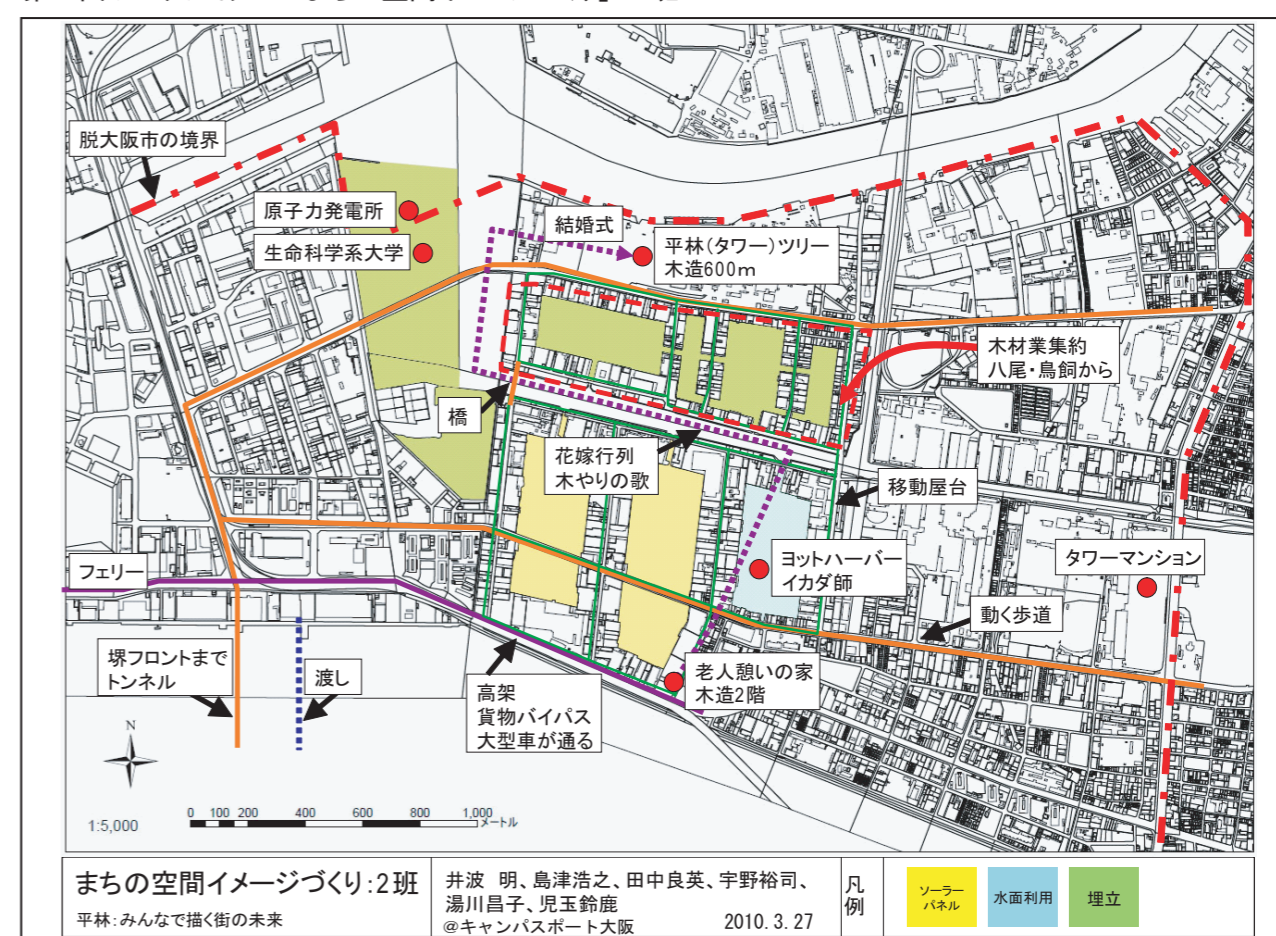 脱大阪市の境界
原子力発電所
生命科学系大学
結婚式
平林(タワー)ツリー
木造600m
木材業集約
八尾・鳥飼から
橋
花嫁行列
木やりの歌
移動屋台
フェリー
ヨットハーバー
イカダ師
タワーマンション
動く歩道
堺フロントまで
トンネル
渡し
高架
貨物バイパス
大型車が通る
老人憩いの家
木造2階
N
1:5,000
0 100 200 400 600 800 1,000
メートル
まちの空間イメージづくり:2班
平林:みんなで描く街の未来
井波 明、島津浩之、田中良英、宇野裕司、
湯川昌子、児玉鈴鹿
@キャンパスポート大阪 2010.3.27
凡例
ソーラーパネル
水面利用
埋立